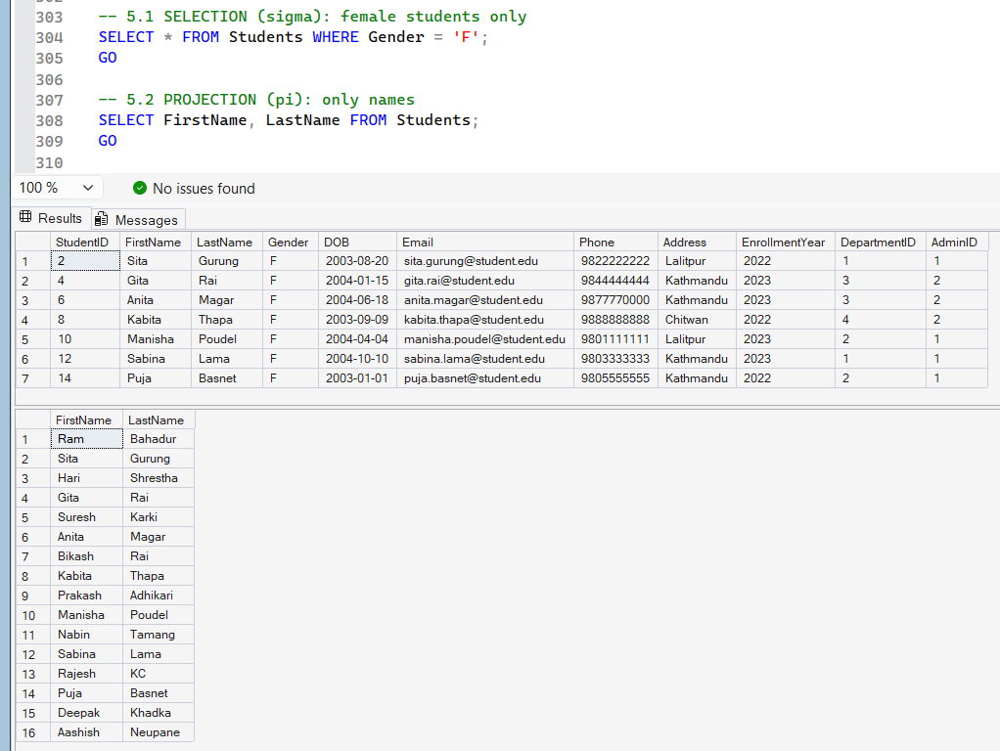 303 -- 5.1 SELECTION (sigma): female students only
304 SELECT * FROM Students WHERE Gender = 'F';
305 GO
306
307 -- 5.2 PROJECTION (pi): only names
308 SELECT FirstName, LastName FROM Students;
309 GO
310
100 % No issues found
Results Messages
StudentID FirstName LastName Gender DOB Email Phone Address EnrollmentYear DepartmentID AdminID
1 2 Sita Gurung F 2003-08-20 sita.gurung@student.edu 9822222222 Lalitpur 2022 1 1
2 4 Gita Rai F 2004-01-15 gita.rai@student.edu 9844444444 Kathmandu 2023 3 2
3 6 Anita Magar F 2004-06-18 anita.magar@student.edu 9877770000 Kathmandu 2023 3 2
4 8 Kabita Thapa F 2003-09-09 kabita.thapa@student.edu 9888888888 Chitwan 2022 4 2
5 10 Manisha Poudel F 2004-04-04 manisha.poudel@student.edu 9801111111 Lalitpur 2023 2 1
6 12 Sabina Lama F 2004-10-10 sabina.lama@student.edu 9803333333 Kathmandu 2023 1 1
7 14 Puja Basnet F 2003-01-01 puja.basnet@student.edu 9805555555 Kathmandu 2022 2 1
FirstName LastName
1 Ram Bahadur
2 Sita Gurung
3 Hari Shrestha
4 Gita Rai
5 Suresh Karki
6 Anita Magar
7 Bikash Rai
8 Kabita Thapa
9 Prakash Adhikari
10 Manisha Poudel
11 Nabin Tamang
12 Sabina Lama
13 Rajesh KC
14 Puja Basnet
15 Deepak Khadka
16 Aashish Neupane